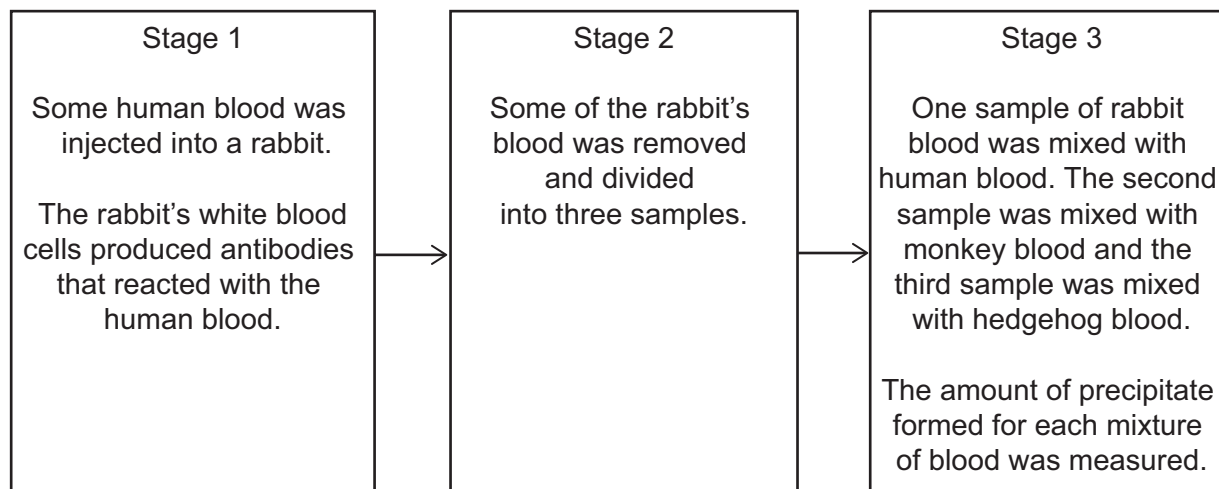 Stage 1
Some human blood was
injected into a rabbit.
The rabbit’s white blood
cells produced antibodies
that reacted with the
human blood.
Stage 2
Some of the rabbit’s
blood was removed
and divided
into three samples.
Stage 3
One sample of rabbit
blood was mixed with
human blood. The second
sample was mixed with
monkey blood and the
third sample was mixed
with hedgehog blood.
The amount of precipitate
formed for each mixture
of blood was measured.